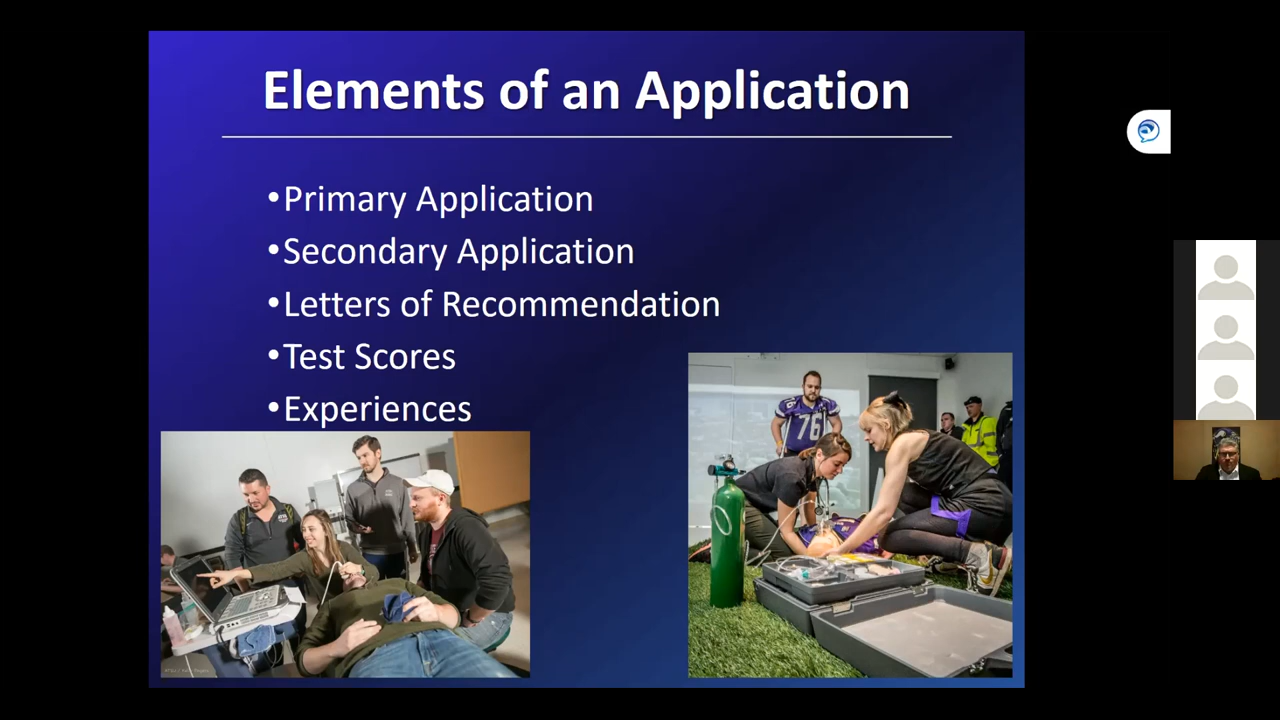 Elements of an Application
•Primary Application
•Secondary Application
•Letters of Recommendation
•Test Scores
•Experiences
76